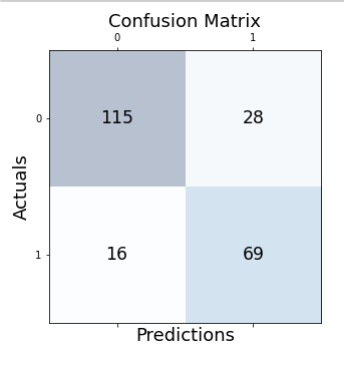 Confusion Matrix
0 1
0 115 28
Actuals
1 16 69
Predictions